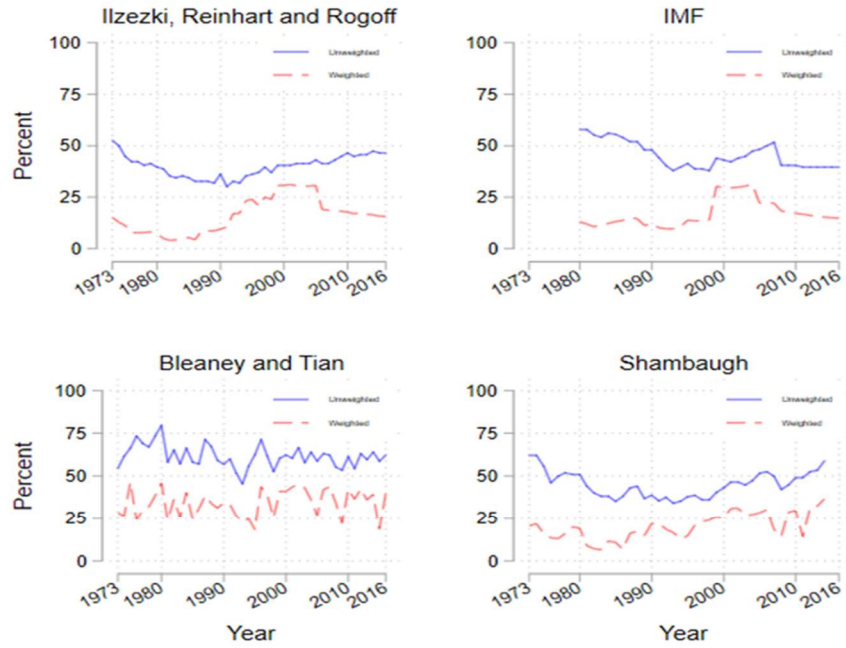 Ilzezki, Reinhart and Rogoff
100
75
50
25
0
Percent
1973
1980
1990
2000
2010
2016
Unweighted
Weighted
IMF
100
75
50
25
0
1973
1980
1990
2000
2010
2016
Unweighted
Weighted
Bleaney and Tian
100
75
50
25
0
Percent
1973
1980
1990
2000
2010
2016
Year
Unweighted
Weighted
Shambaugh
100
75
50
25
0
1973
1980
1990
2000
2010
2016
Year
Unweighted
Weighted